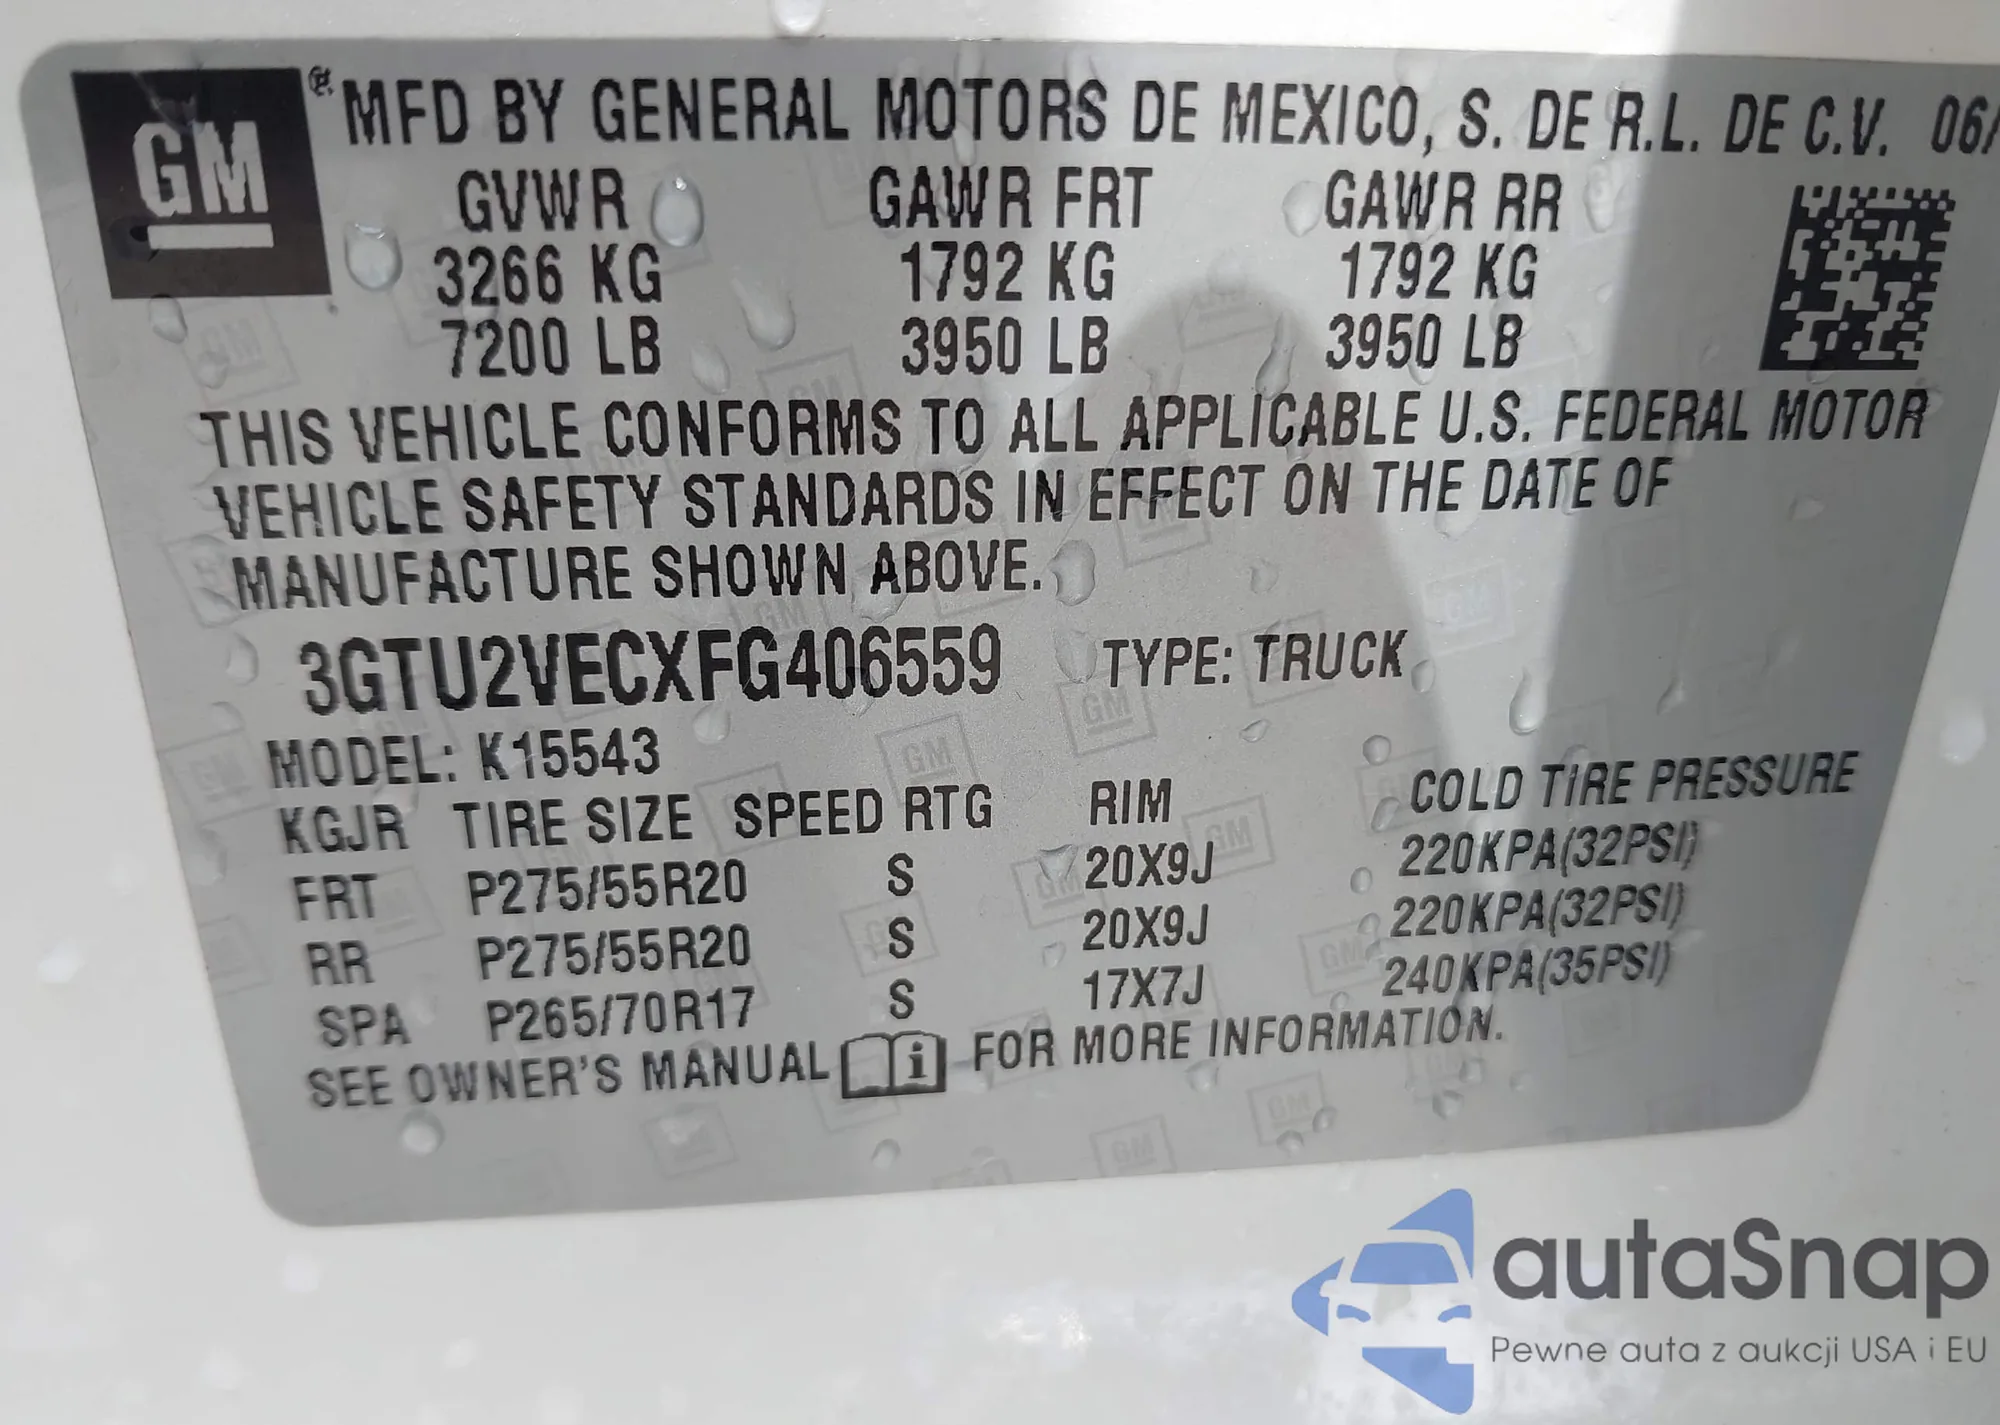 GM ® MFD BY GENERAL MOTORS DE MEXICO, S. DE R.L. DE C.V. 06/
GVWR GAWR FRT GAWR RR
3266 KG 1792 KG 1792 KG
7200 LB 3950 LB 3950 LB
THIS VEHICLE CONFORMS TO ALL APPLICABLE U.S. FEDERAL MOTOR
VEHICLE SAFETY STANDARDS IN EFFECT ON THE DATE OF
MANUFACTURE SHOWN ABOVE.
3GTU2VECXFG406559 TYPE: TRUCK
MODEL: K15543
KGJR TIRE SIZE SPEED RTG RIM COLD TIRE PRESSURE
FRT P275/55R20 S 20X9J 220KPA(32PSI)
RR P275/55R20 S 20X9J 220KPA(32PSI)
SPA P265/70R17 S 17X7J 240KPA(35PSI)
SEE OWNER'S MANUAL i FOR MORE INFORMATION.
autaSnap
Pewne auta z aukcji USA i EU